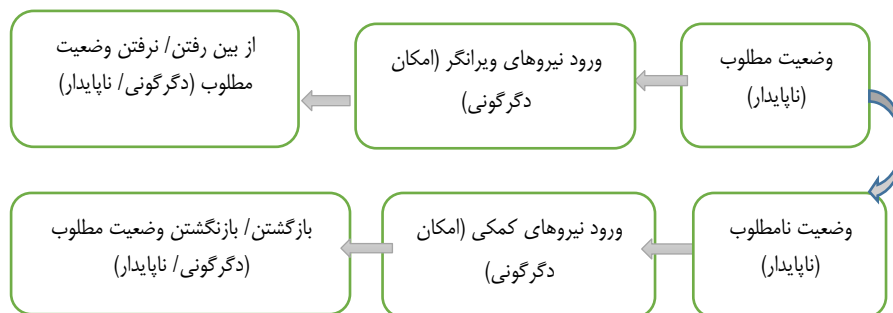 وضعیت مطلوب
(ناپایدار)
ورود نیروهای ویرانگر (امکان
دگرگونی)
از بین رفتن/ نرفتن وضعیت
مطلوب (دگرگونی/ ناپایدار)
وضعیت نامطلوب
(ناپایدار)
ورود نیروهای کمکی (امکان
دگرگونی)
بازگشتن/ بازنگشتن وضعیت مطلوب
(دگرگونی/ ناپایدار)